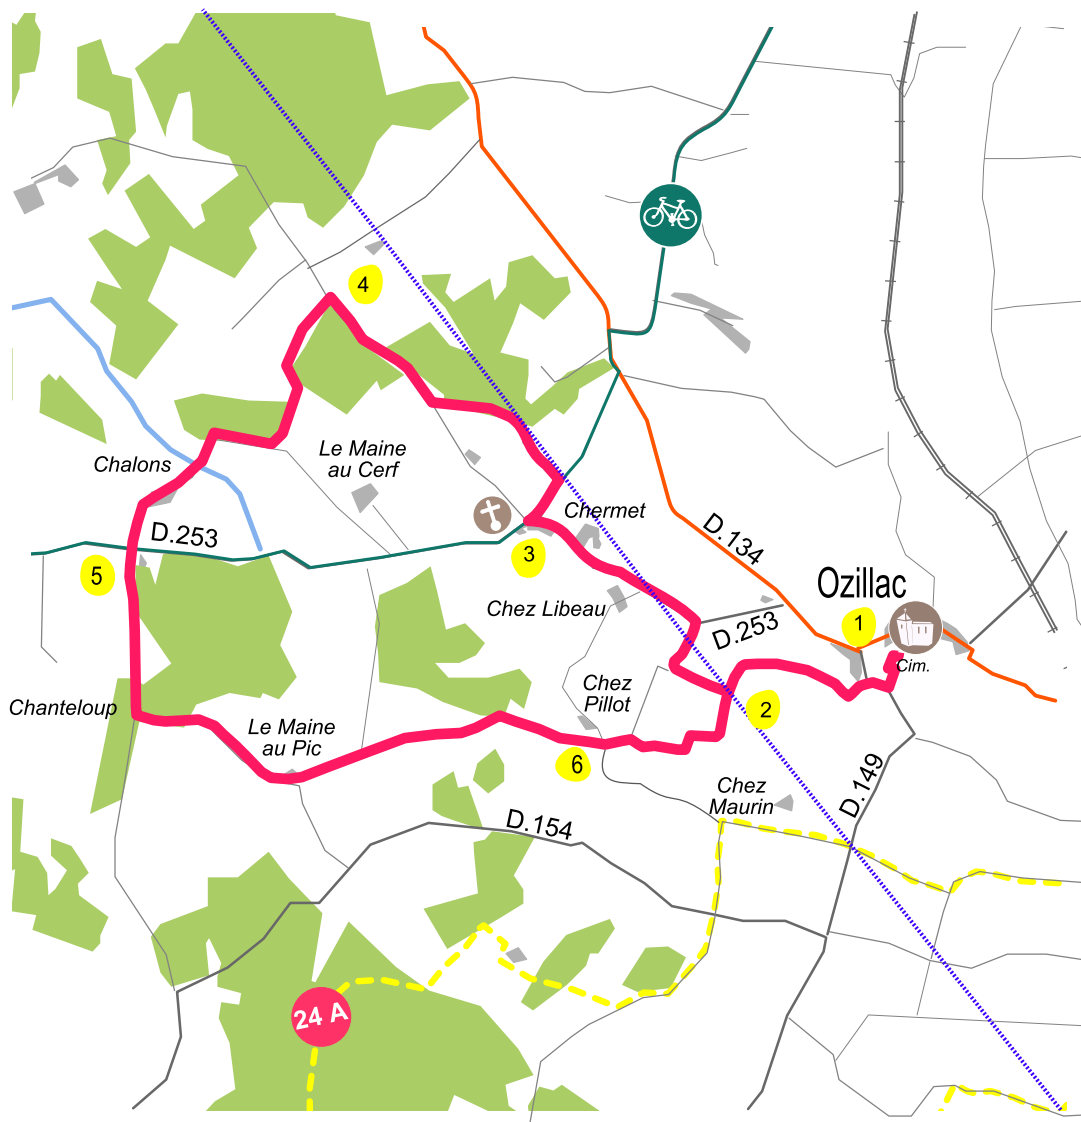 4
Le Maine
au Cerf
Chalons
D.253
Chermet
D.134
3
5
Ozillac
Chez Libeau
1
D.253
Cim.
Chez
Pillot
2
Chanteloup
Le Maine
au Pic
6
Chez
Maurin
D.149
D.154
24 A